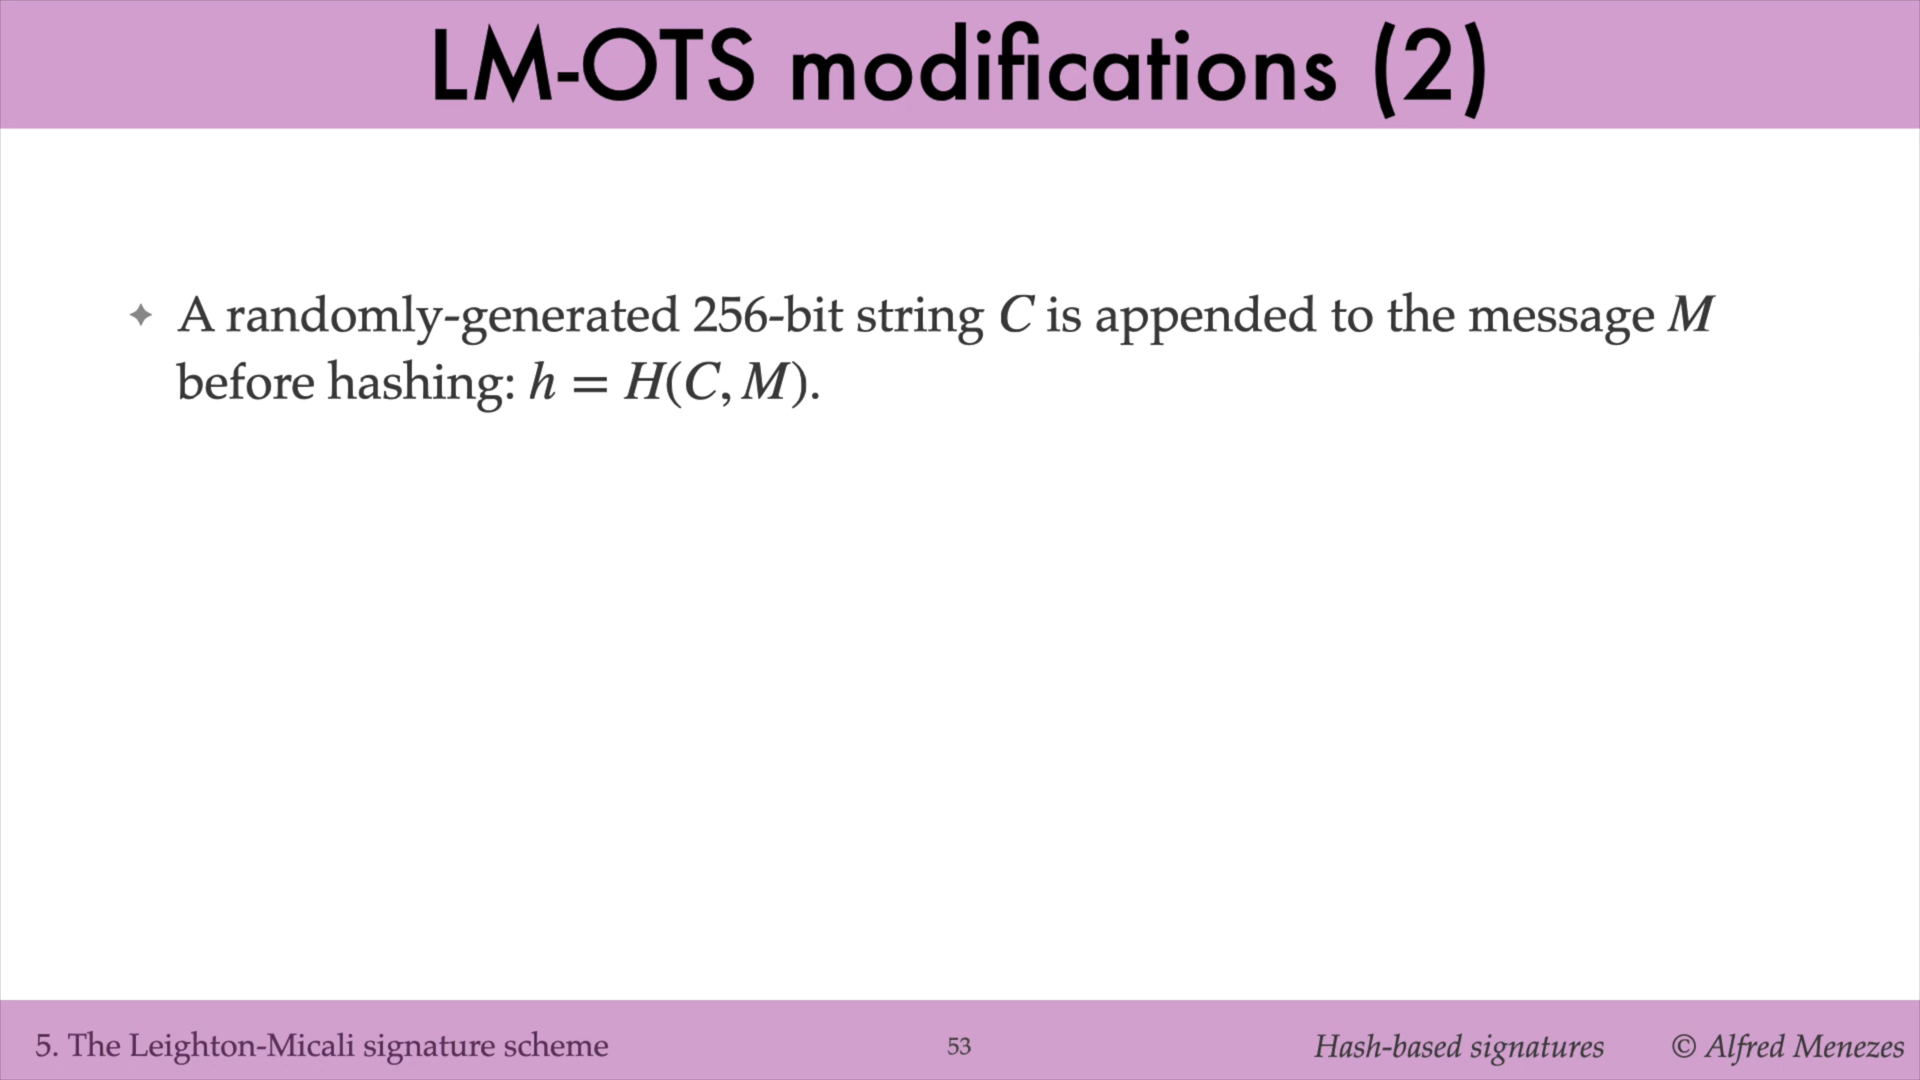 LM-OTS modifications (2)
✦ A randomly-generated 256-bit string C is appended to the message M
before hashing: h = H(C, M).
5. The Leighton-Micali signature scheme
53
Hash-based signatures
© Alfred Menezes